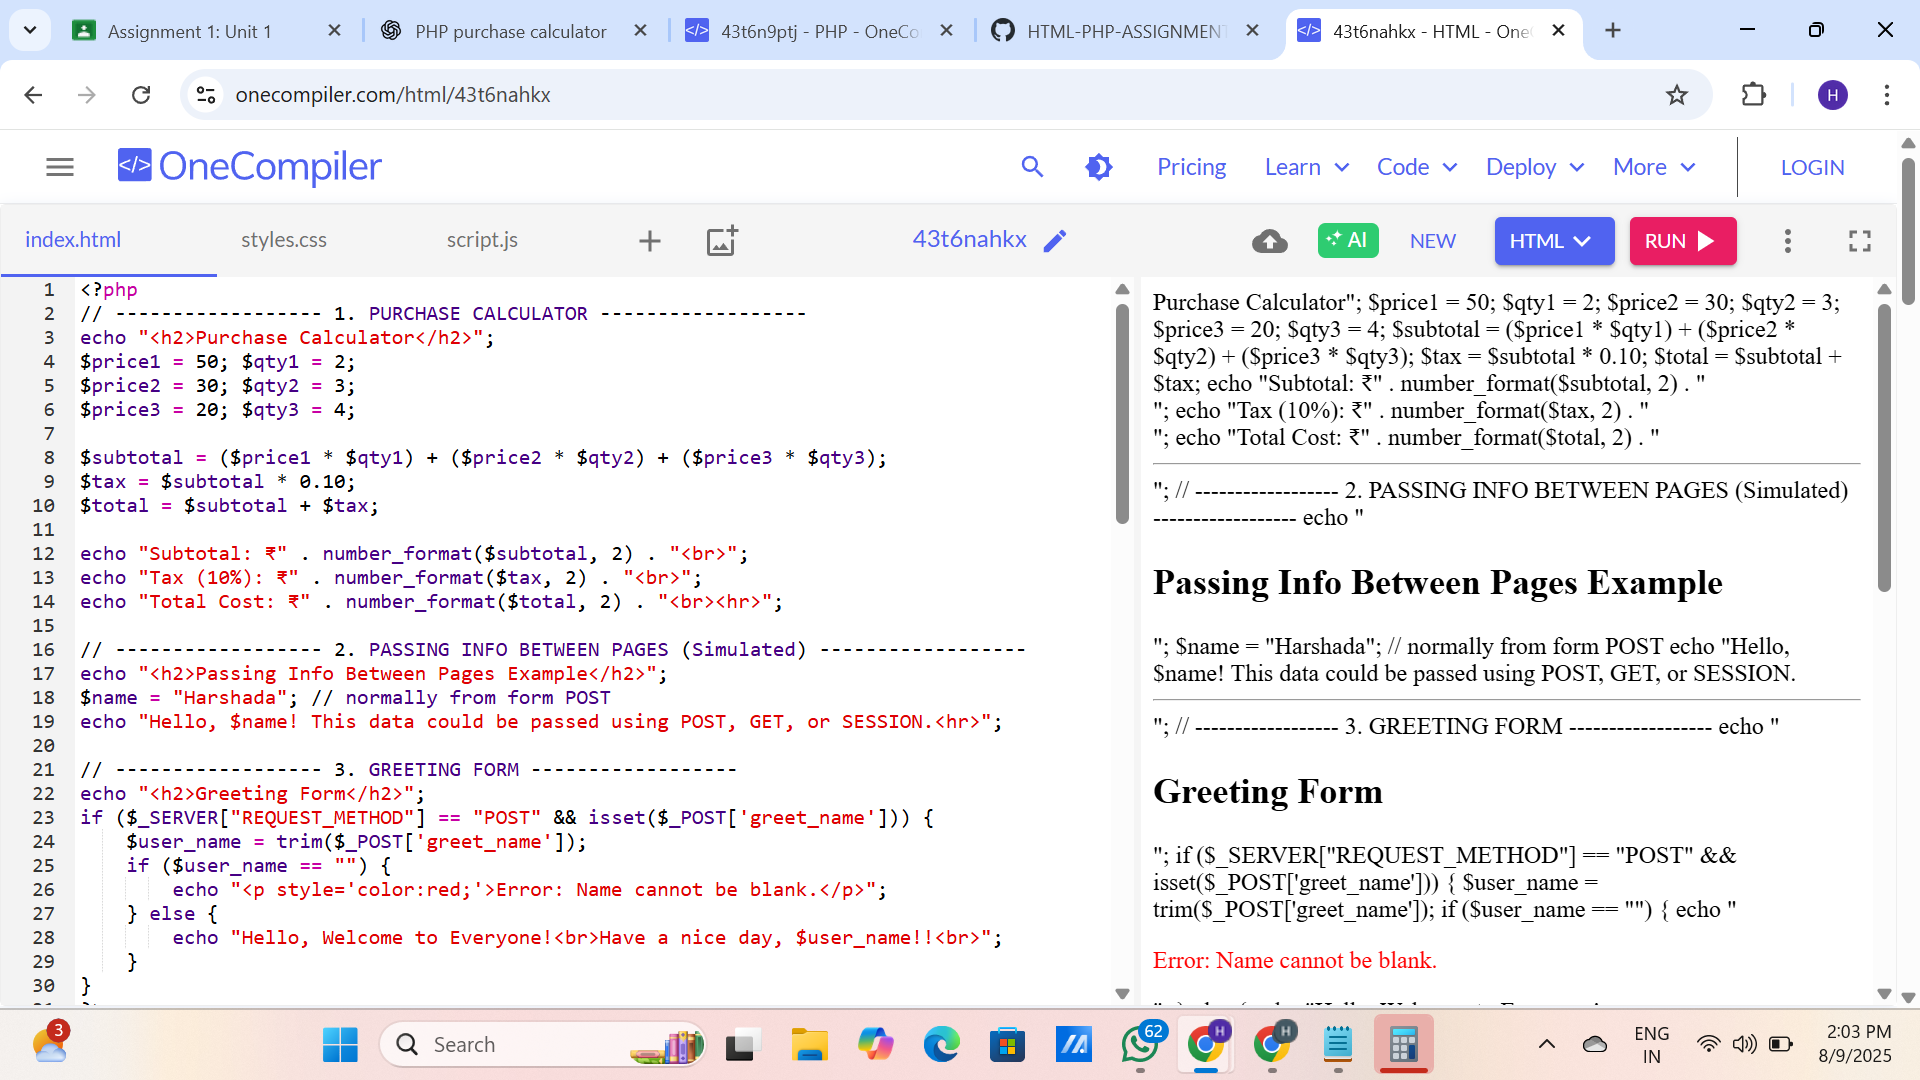 Assignment 1: Unit 1
PHP purchase calculator
43t6n9ptj - PHP - OneCo
HTML-PHP-ASSIGNMENT
43t6nahkx - HTML - One
onecompiler.com/html/43t6nahkx
H
</> OneCompiler
Pricing
Learn
Code
Deploy
More
LOGIN
index.html
styles.css
script.js
43t6nahkx
AI
NEW
HTML
RUN
1 <?php
2 // ------------------ 1. PURCHASE CALCULATOR ------------------
3 echo "<h2>Purchase Calculator</h2>";
4 $price1 = 50; $qty1 = 2;
5 $price2 = 30; $qty2 = 3;
6 $price3 = 20; $qty3 = 4;
7
8 $subtotal = ($price1 * $qty1) + ($price2 * $qty2) + ($price3 * $qty3);
9 $tax = $subtotal * 0.10;
10 $total = $subtotal + $tax;
11
12 echo "Subtotal: ₹" . number_format($subtotal, 2) . "<br>";
13 echo "Tax (10%): ₹" . number_format($tax, 2) . "<br>";
14 echo "Total Cost: ₹" . number_format($total, 2) . "<br><hr>";
15
16 // ------------------ 2. PASSING INFO BETWEEN PAGES (Simulated) ------------------
17 echo "<h2>Passing Info Between Pages Example</h2>";
18 $name = "Harshada"; // normally from form POST
19 echo "Hello, $name! This data could be passed using POST, GET, or SESSION.<hr>";
20
21 // ------------------ 3. GREETING FORM ------------------
22 echo "<h2>Greeting Form</h2>";
23 if ($_SERVER["REQUEST_METHOD"] == "POST" && isset($_POST['greet_name'])) {
24 $user_name = trim($_POST['greet_name']);
25 if ($user_name == "") {
26 echo "<p style='color:red;'>Error: Name cannot be blank.</p>";
27 } else {
28 echo "Hello, Welcome to Everyone!<br>Have a nice day, $user_name!!<br>";
29 }
30 }
Purchase Calculator"; $price1 = 50; $qty1 = 2; $price2 = 30; $qty2 = 3;
$price3 = 20; $qty3 = 4; $subtotal = ($price1 * $qty1) + ($price2 *
$qty2) + ($price3 * $qty3); $tax = $subtotal * 0.10; $total = $subtotal +
$tax; echo "Subtotal: ₹" . number_format($subtotal, 2) . "
"; echo "Tax (10%): ₹" . number_format($tax, 2) . "
"; echo "Total Cost: ₹" . number_format($total, 2) . "
"; // ------------------ 2. PASSING INFO BETWEEN PAGES (Simulated)
------------------ echo "
Passing Info Between Pages Example
"; $name = "Harshada"; // normally from form POST echo "Hello,
$name! This data could be passed using POST, GET, or SESSION.
"; // ------------------ 3. GREETING FORM ------------------ echo "
Greeting Form
"; if ($_SERVER["REQUEST_METHOD"] == "POST" &&
isset($_POST['greet_name'])) { $user_name =
trim($_POST['greet_name']); if ($user_name == "") { echo "
Error: Name cannot be blank.
3
Search
62
H
H
ENG
IN
2:03 PM
8/9/2025